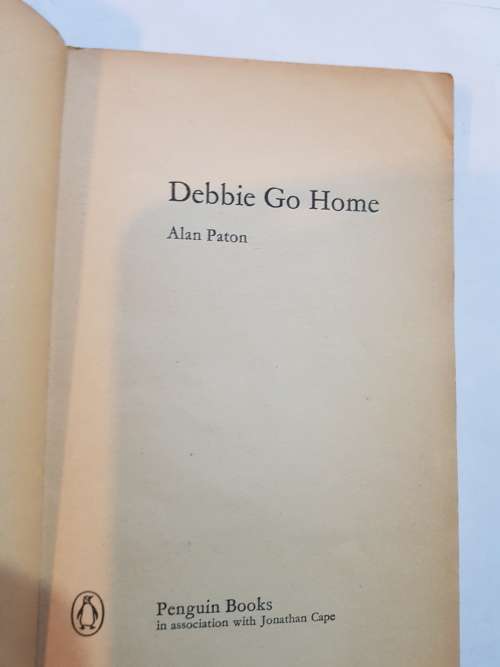 Debbie Go Home
Alan Paton
Penguin Books
in association with Jonathan Cape